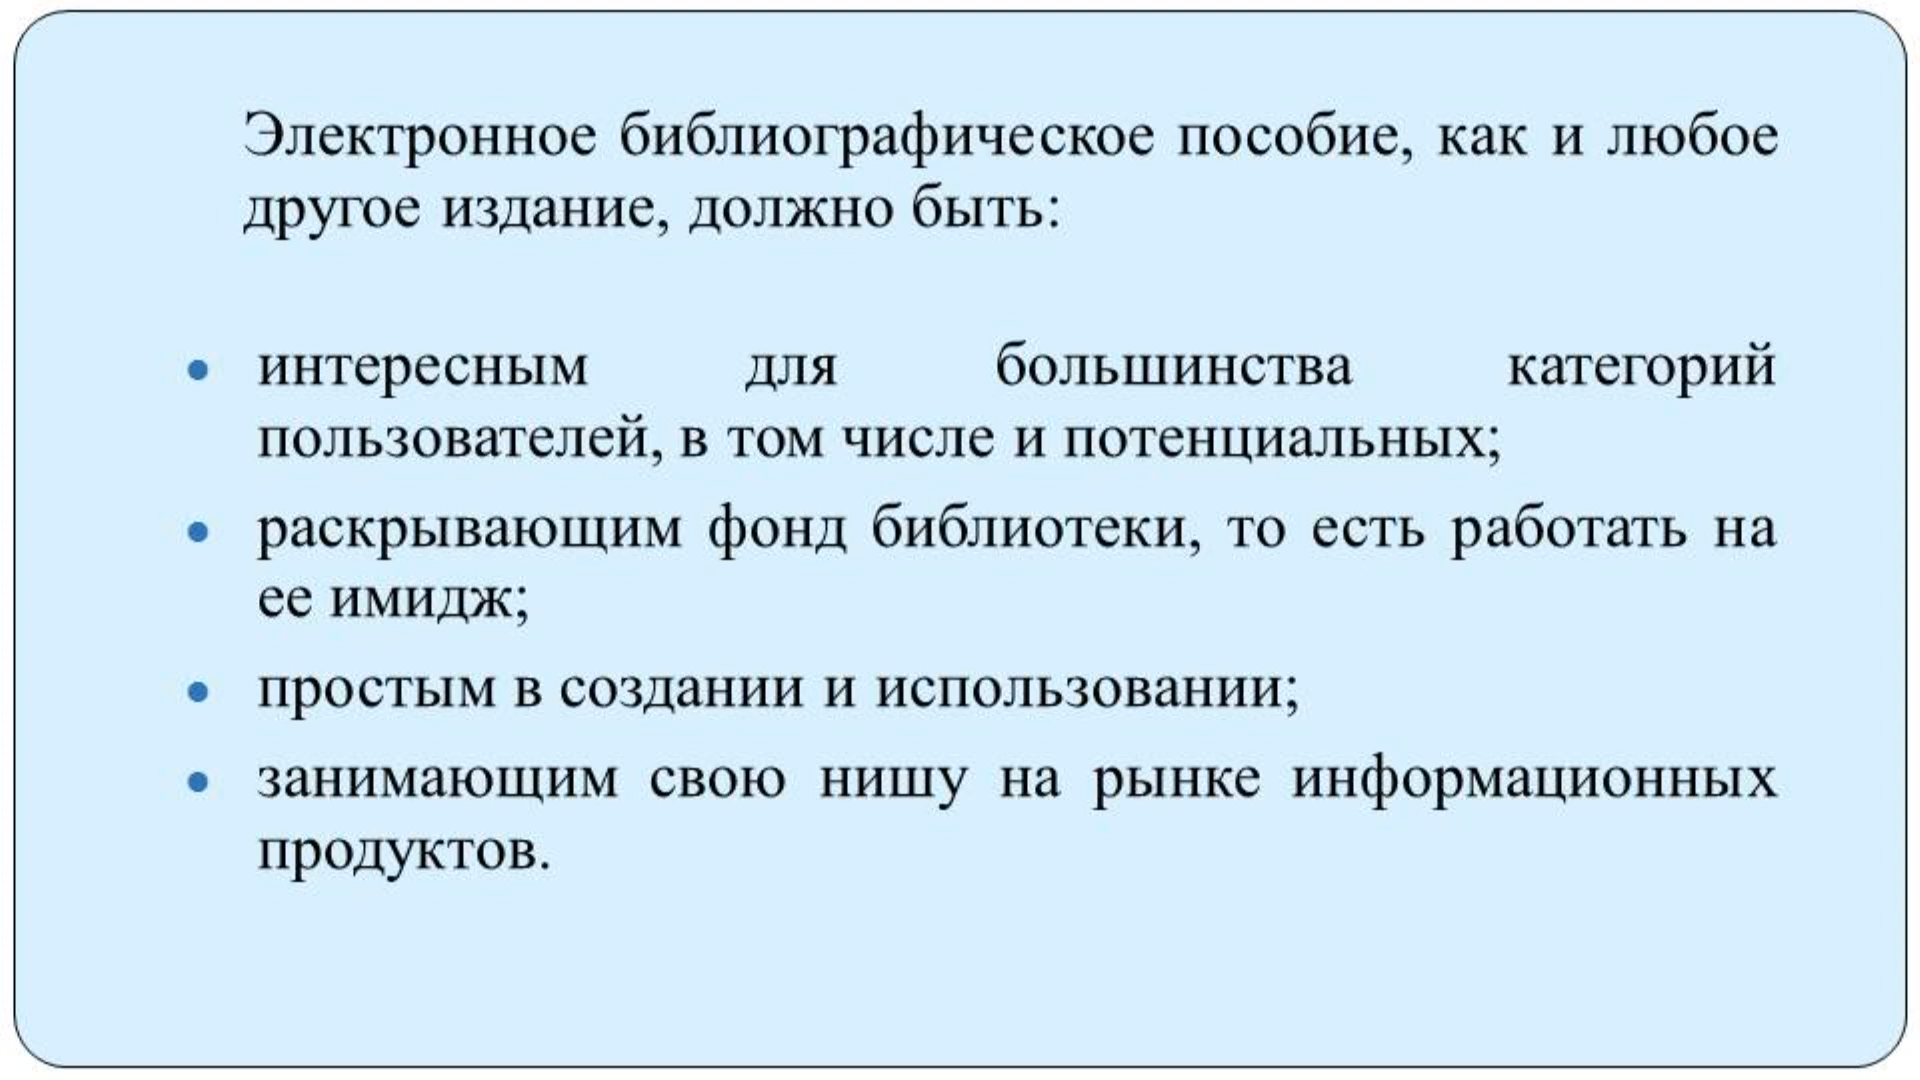 Электронное библиографическое пособие, как и любое
другое издание, должно быть:
• интересным для большинства категорий
пользователей, в том числе и потенциальных;
• раскрывающим фонд библиотеки, то есть работать на
ее имидж;
• простым в создании и использовании;
• занимающим свою нишу на рынке информационных
продуктов.